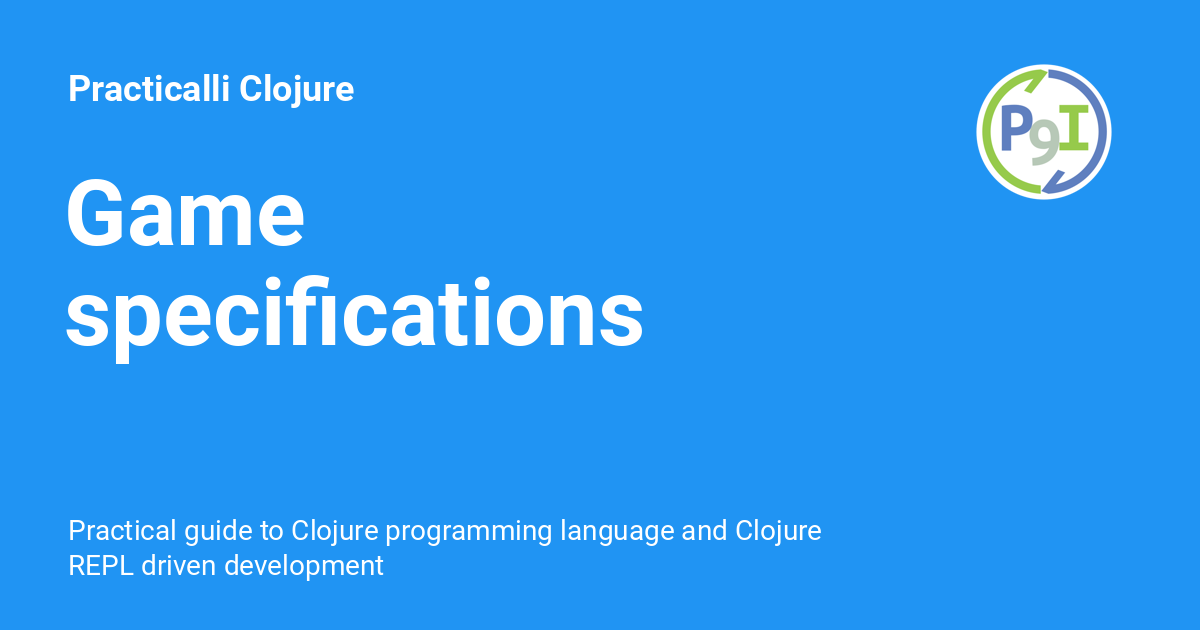 Practicalli Clojure
P9I
Game
specifications
Practical guide to Clojure programming language and Clojure
REPL driven development